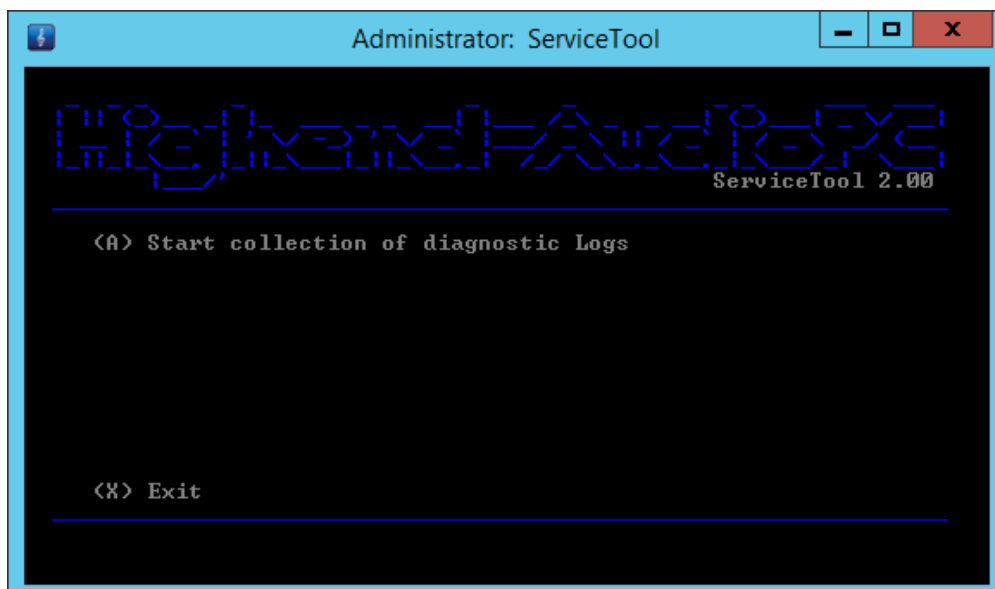 Administrator: ServiceTool
Highend-AudioPC
ServiceTool 2.00
(A) Start collection of diagnostic Logs
(X) Exit